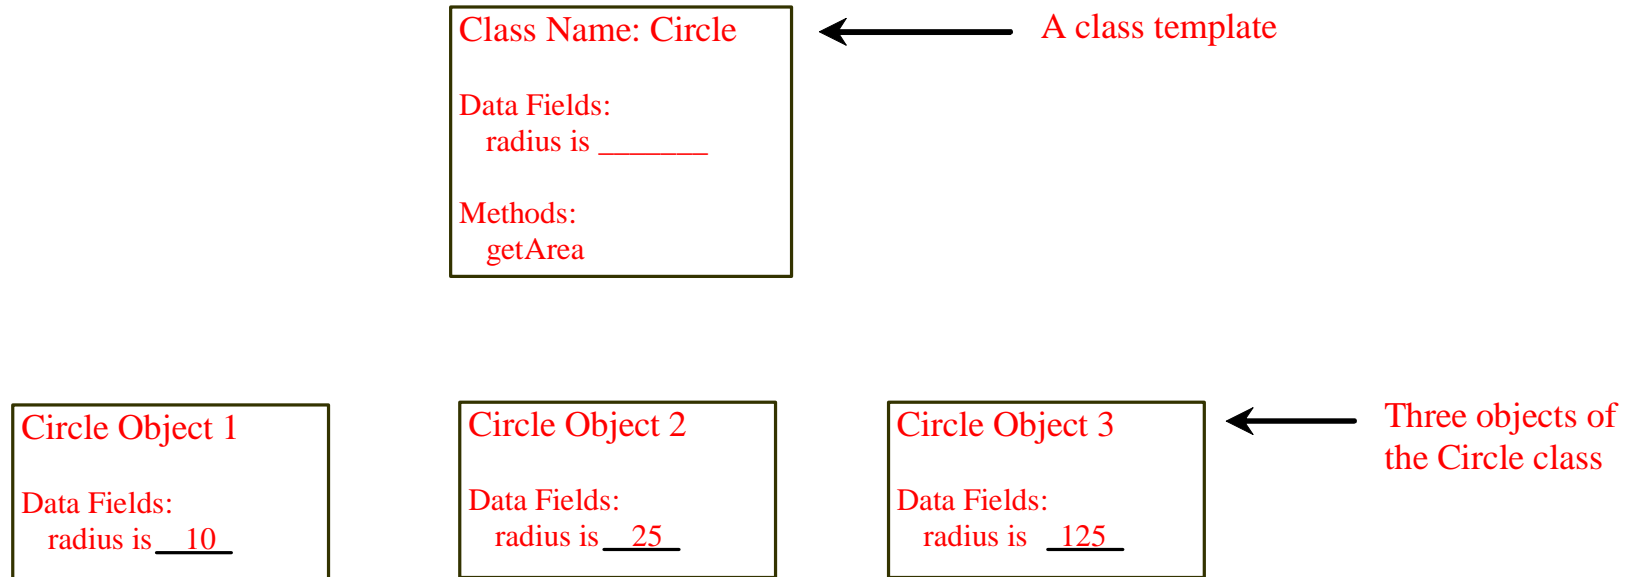 Class Name: Circle
A class template
Data Fields:
radius is _______
Methods:
getArea
Circle Object 1
Data Fields:
radius is 10
Circle Object 2
Data Fields:
radius is 25
Circle Object 3
Data Fields:
radius is 125
Three objects of
the Circle class